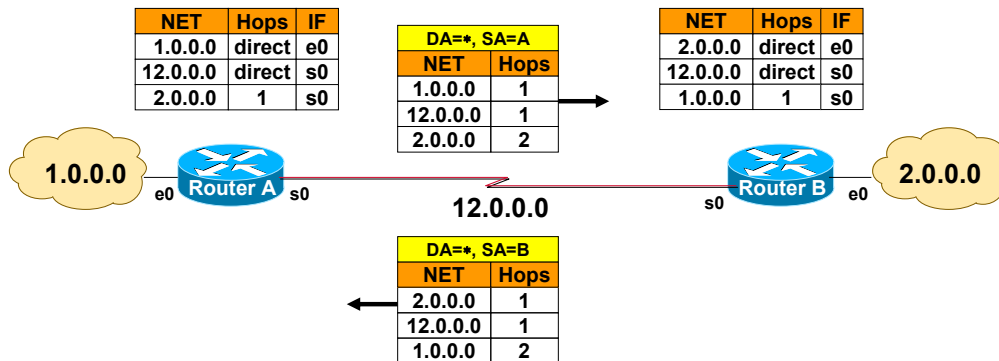 NET Hops IF
1.0.0.0 direct e0
12.0.0.0 direct s0
2.0.0.0 1 s0
DA=*, SA=A
NET Hops
1.0.0.0 1
12.0.0.0 1
2.0.0.0 2
NET Hops IF
2.0.0.0 direct e0
12.0.0.0 direct s0
1.0.0.0 1 s0
1.0.0.0
e0
Router A
s0
12.0.0.0
s0
Router B
e0
2.0.0.0
DA=*, SA=B
NET Hops
2.0.0.0 1
12.0.0.0 1
1.0.0.0 2